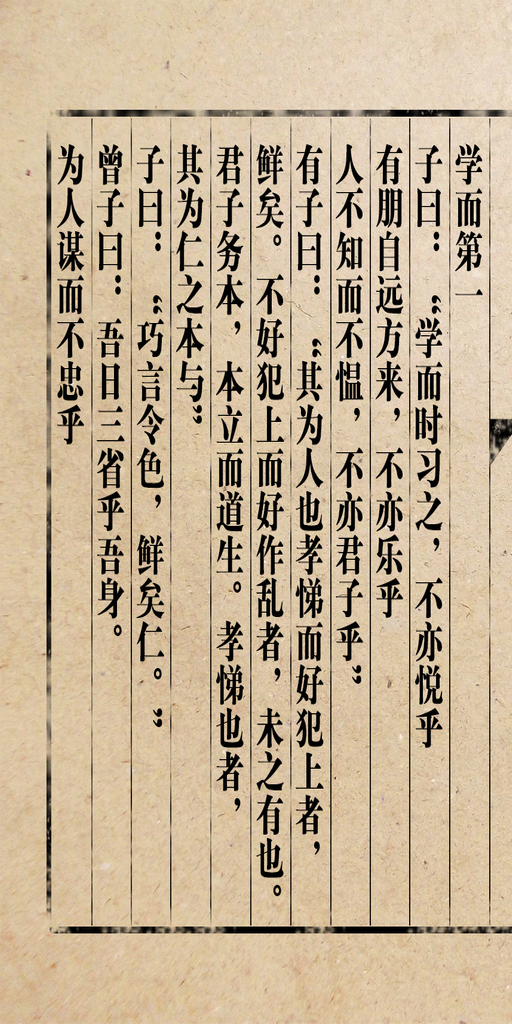 学而第一
子曰：“学而时习之，不亦悦乎
有朋自远方来，不亦乐乎
人不知而不愠，不亦君子乎”
有子曰：“其为人也孝悌而好犯上者，
鲜矣。不好犯上而好作乱者，未之有也。
君子务本，本立而道生。孝悌也者，
其为仁之本与”
子曰：“巧言令色，鲜矣仁。”
曾子曰：吾日三省乎吾身。
为人谋而不忠乎